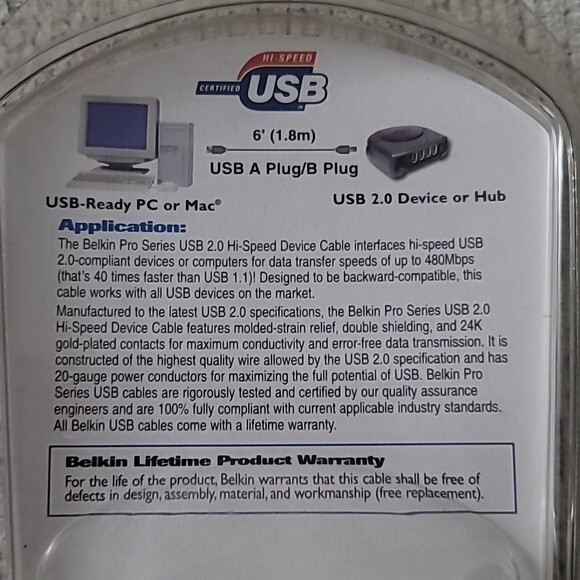 HI-SPEED
CERTIFIED USB™
6' (1.8m)
USB A Plug/B Plug
USB-Ready PC or Mac®
USB 2.0 Device or Hub
Application:
The Belkin Pro Series USB 2.0 Hi-Speed Device Cable interfaces hi-speed USB
2.0-compliant devices or computers for data transfer speeds of up to 480Mbps
(that's 40 times faster than USB 1.1)! Designed to be backward-compatible, this
cable works with all USB devices on the market.
Manufactured to the latest USB 2.0 specifications, the Belkin Pro Series USB 2.0
Hi-Speed Device Cable features molded-strain relief, double shielding, and 24K
gold-plated contacts for maximum conductivity and error-free data transmission. It is
constructed of the highest quality wire allowed by the USB 2.0 specification and has
20-gauge power conductors for maximizing the full potential of USB. Belkin Pro
Series USB cables are rigorously tested and certified by our quality assurance
engineers and are 100% fully compliant with current applicable industry standards.
All Belkin USB cables come with a lifetime warranty.
Belkin Lifetime Product Warranty
For the life of the product, Belkin warrants that this cable shall be free of
defects in design, assembly, material, and workmanship (free replacement).